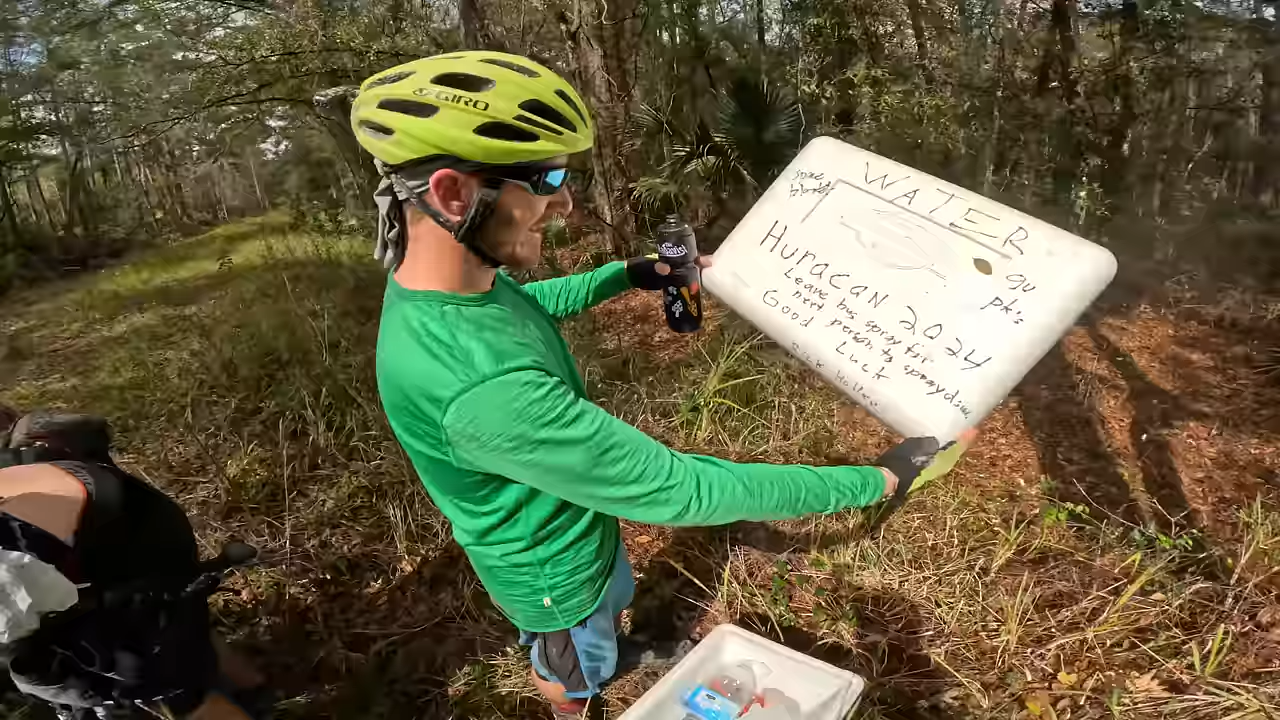 GIRO
WATER
Huracan 2024
Leave bug spray for
next person to spray down
Good Luck